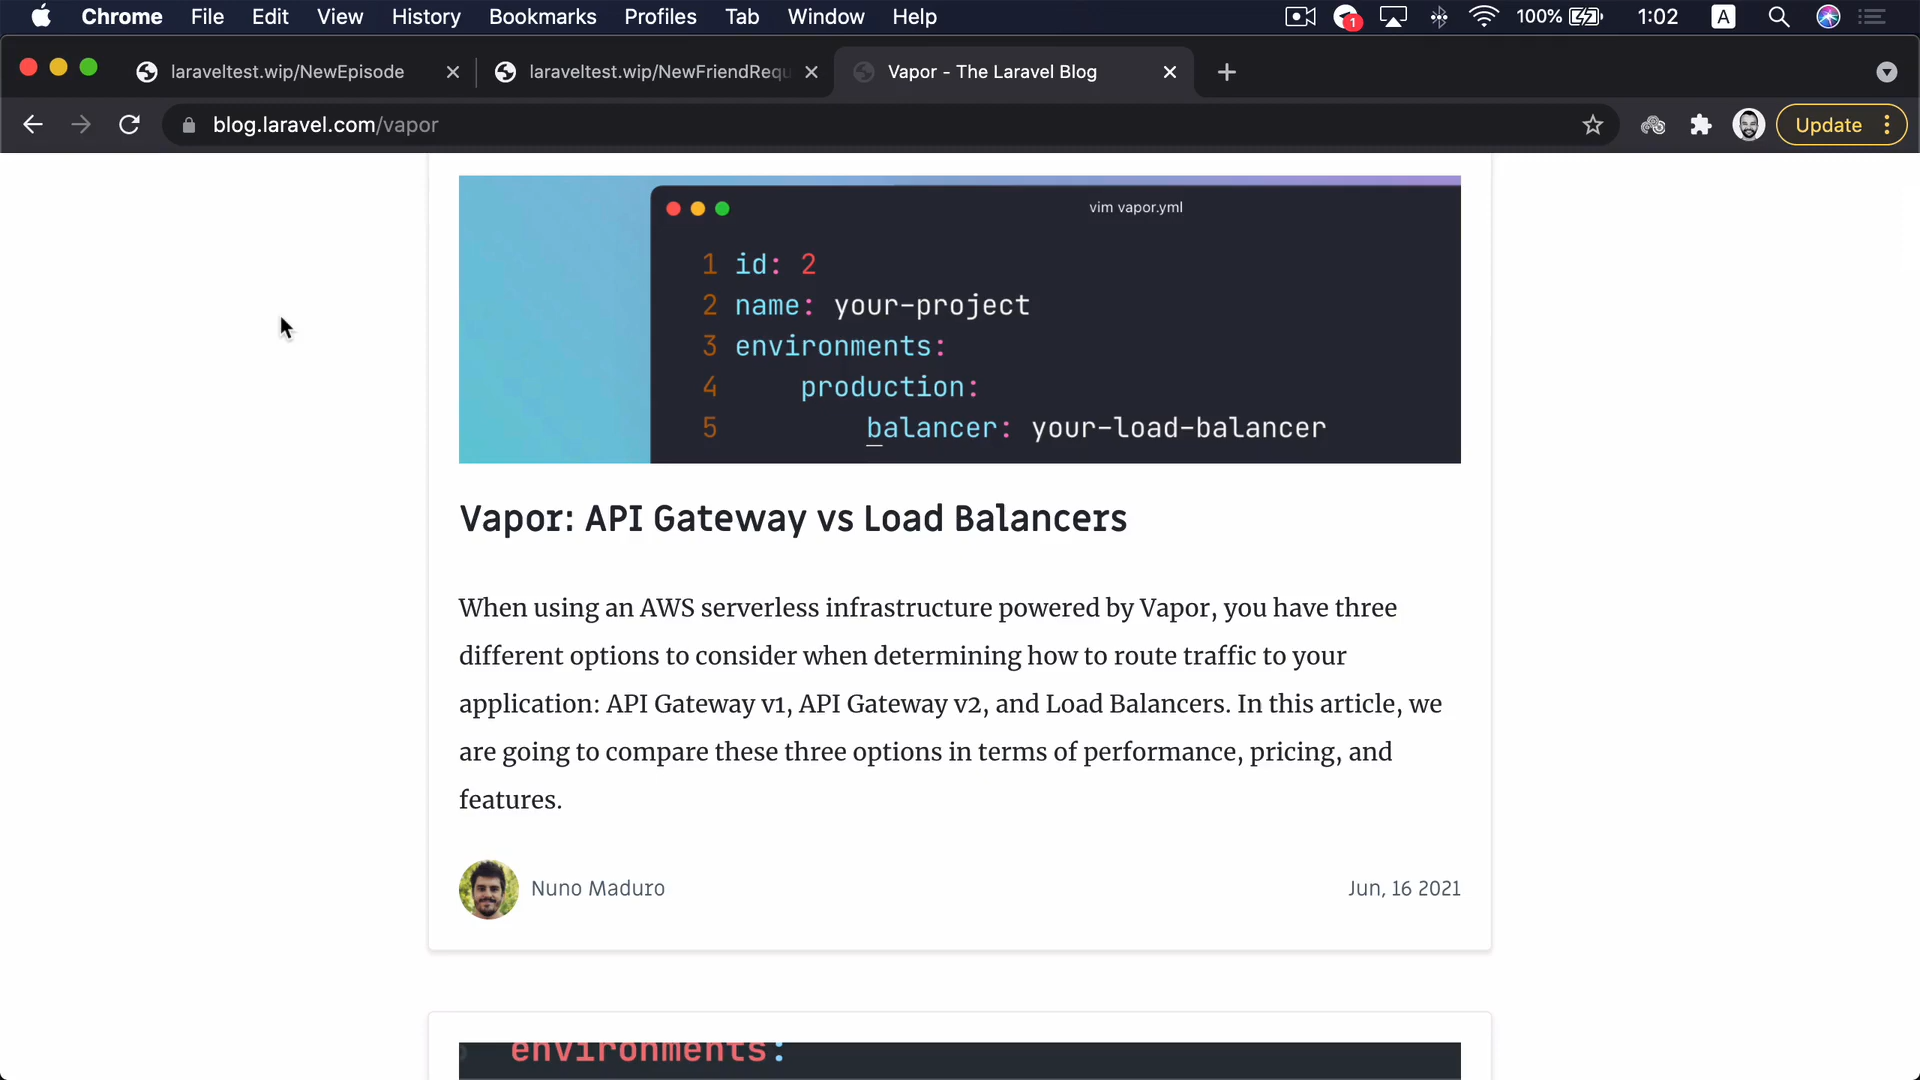 Chrome File Edit View History Bookmarks Profiles Tab Window Help 1 100% 1:02 A
laraveltest.wip/NewEpisode laraveltest.wip/NewFriendRequ Vapor - The Laravel Blog
blog.laravel.com/vapor Update
vim vapor.yml
1 id: 2
2 name: your-project
3 environments:
4 production:
5 balancer: your-load-balancer
Vapor: API Gateway vs Load Balancers
When using an AWS serverless infrastructure powered by Vapor, you have three
different options to consider when determining how to route traffic to your
application: API Gateway v1, API Gateway v2, and Load Balancers. In this article, we
are going to compare these three options in terms of performance, pricing, and
features.
Nuno Maduro Jun, 16 2021
environments: